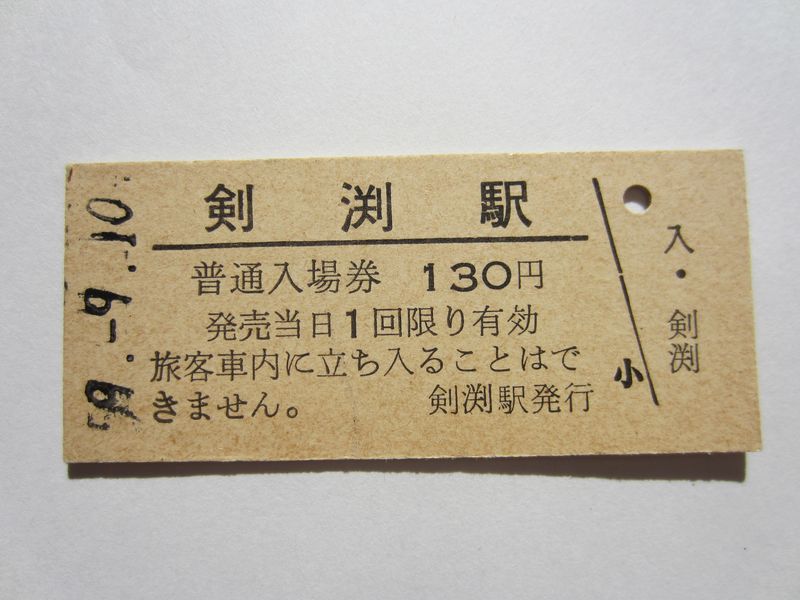 剣渕駅
普通入場券 130円
発売当日1回限り有効
旅客車内に立ち入ることはで
きません。 剣渕駅発行
小
入・剣渕
59.-9.10